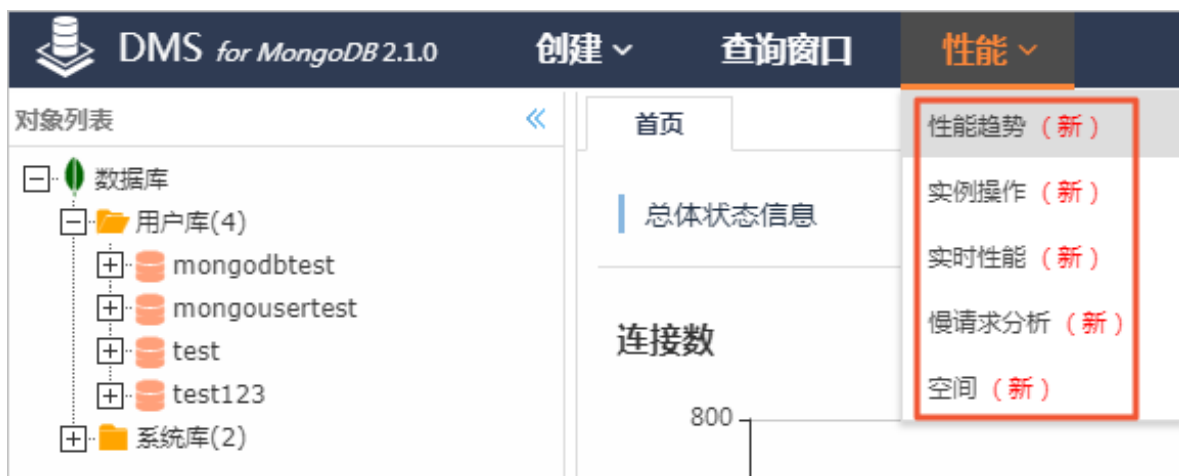 DMS for MongoDB 2.1.0 创建 查询窗口 性能
对象列表
数据库
用户库(4)
mongodbtest
mongousertest
test
test123
系统库(2)
首页
总体状态信息
连接数
800
性能趋势（新）
实例操作（新）
实时性能（新）
慢请求分析（新）
空间（新）